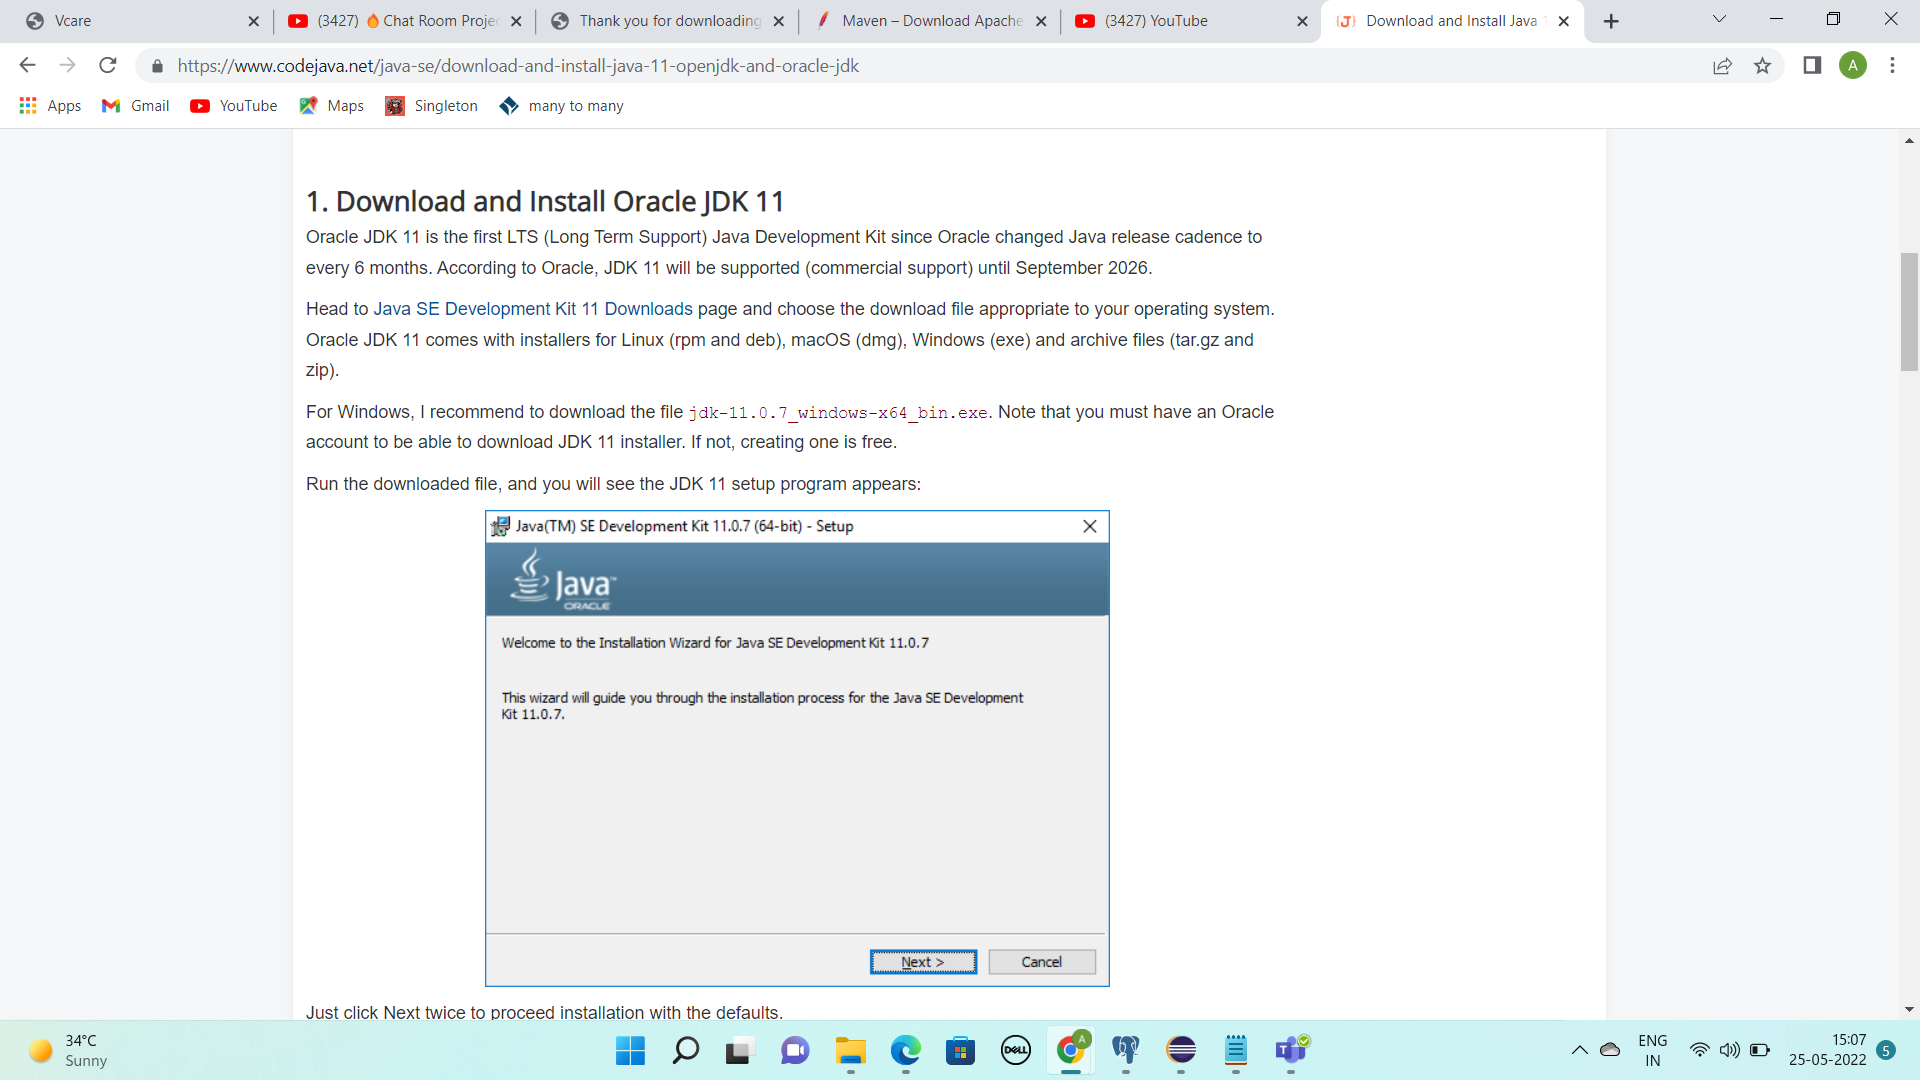 Vcare
(3427) 🔥 Chat Room Projec
Thank you for downloading
Maven – Download Apache
(3427) YouTube
Download and Install Java 1
https://www.codejava.net/java-se/download-and-install-java-11-openjdk-and-oracle-jdk
A
Apps
Gmail
YouTube
Maps
Singleton
many to many
1. Download and Install Oracle JDK 11
Oracle JDK 11 is the first LTS (Long Term Support) Java Development Kit since Oracle changed Java release cadence to
every 6 months. According to Oracle, JDK 11 will be supported (commercial support) until September 2026.
Head to Java SE Development Kit 11 Downloads page and choose the download file appropriate to your operating system.
Oracle JDK 11 comes with installers for Linux (rpm and deb), macOS (dmg), Windows (exe) and archive files (tar.gz and
zip).
For Windows, I recommend to download the file jdk-11.0.7_windows-x64_bin.exe. Note that you must have an Oracle
account to be able to download JDK 11 installer. If not, creating one is free.
Run the downloaded file, and you will see the JDK 11 setup program appears:
Java(TM) SE Development Kit 11.0.7 (64-bit) - Setup
Java™
ORACLE
Welcome to the Installation Wizard for Java SE Development Kit 11.0.7
This wizard will guide you through the installation process for the Java SE Development
Kit 11.0.7.
Next >
Cancel
Just click Next twice to proceed installation with the defaults.
34°C
Sunny
DELL
A
T
ENG
IN
15:07
25-05-2022
5